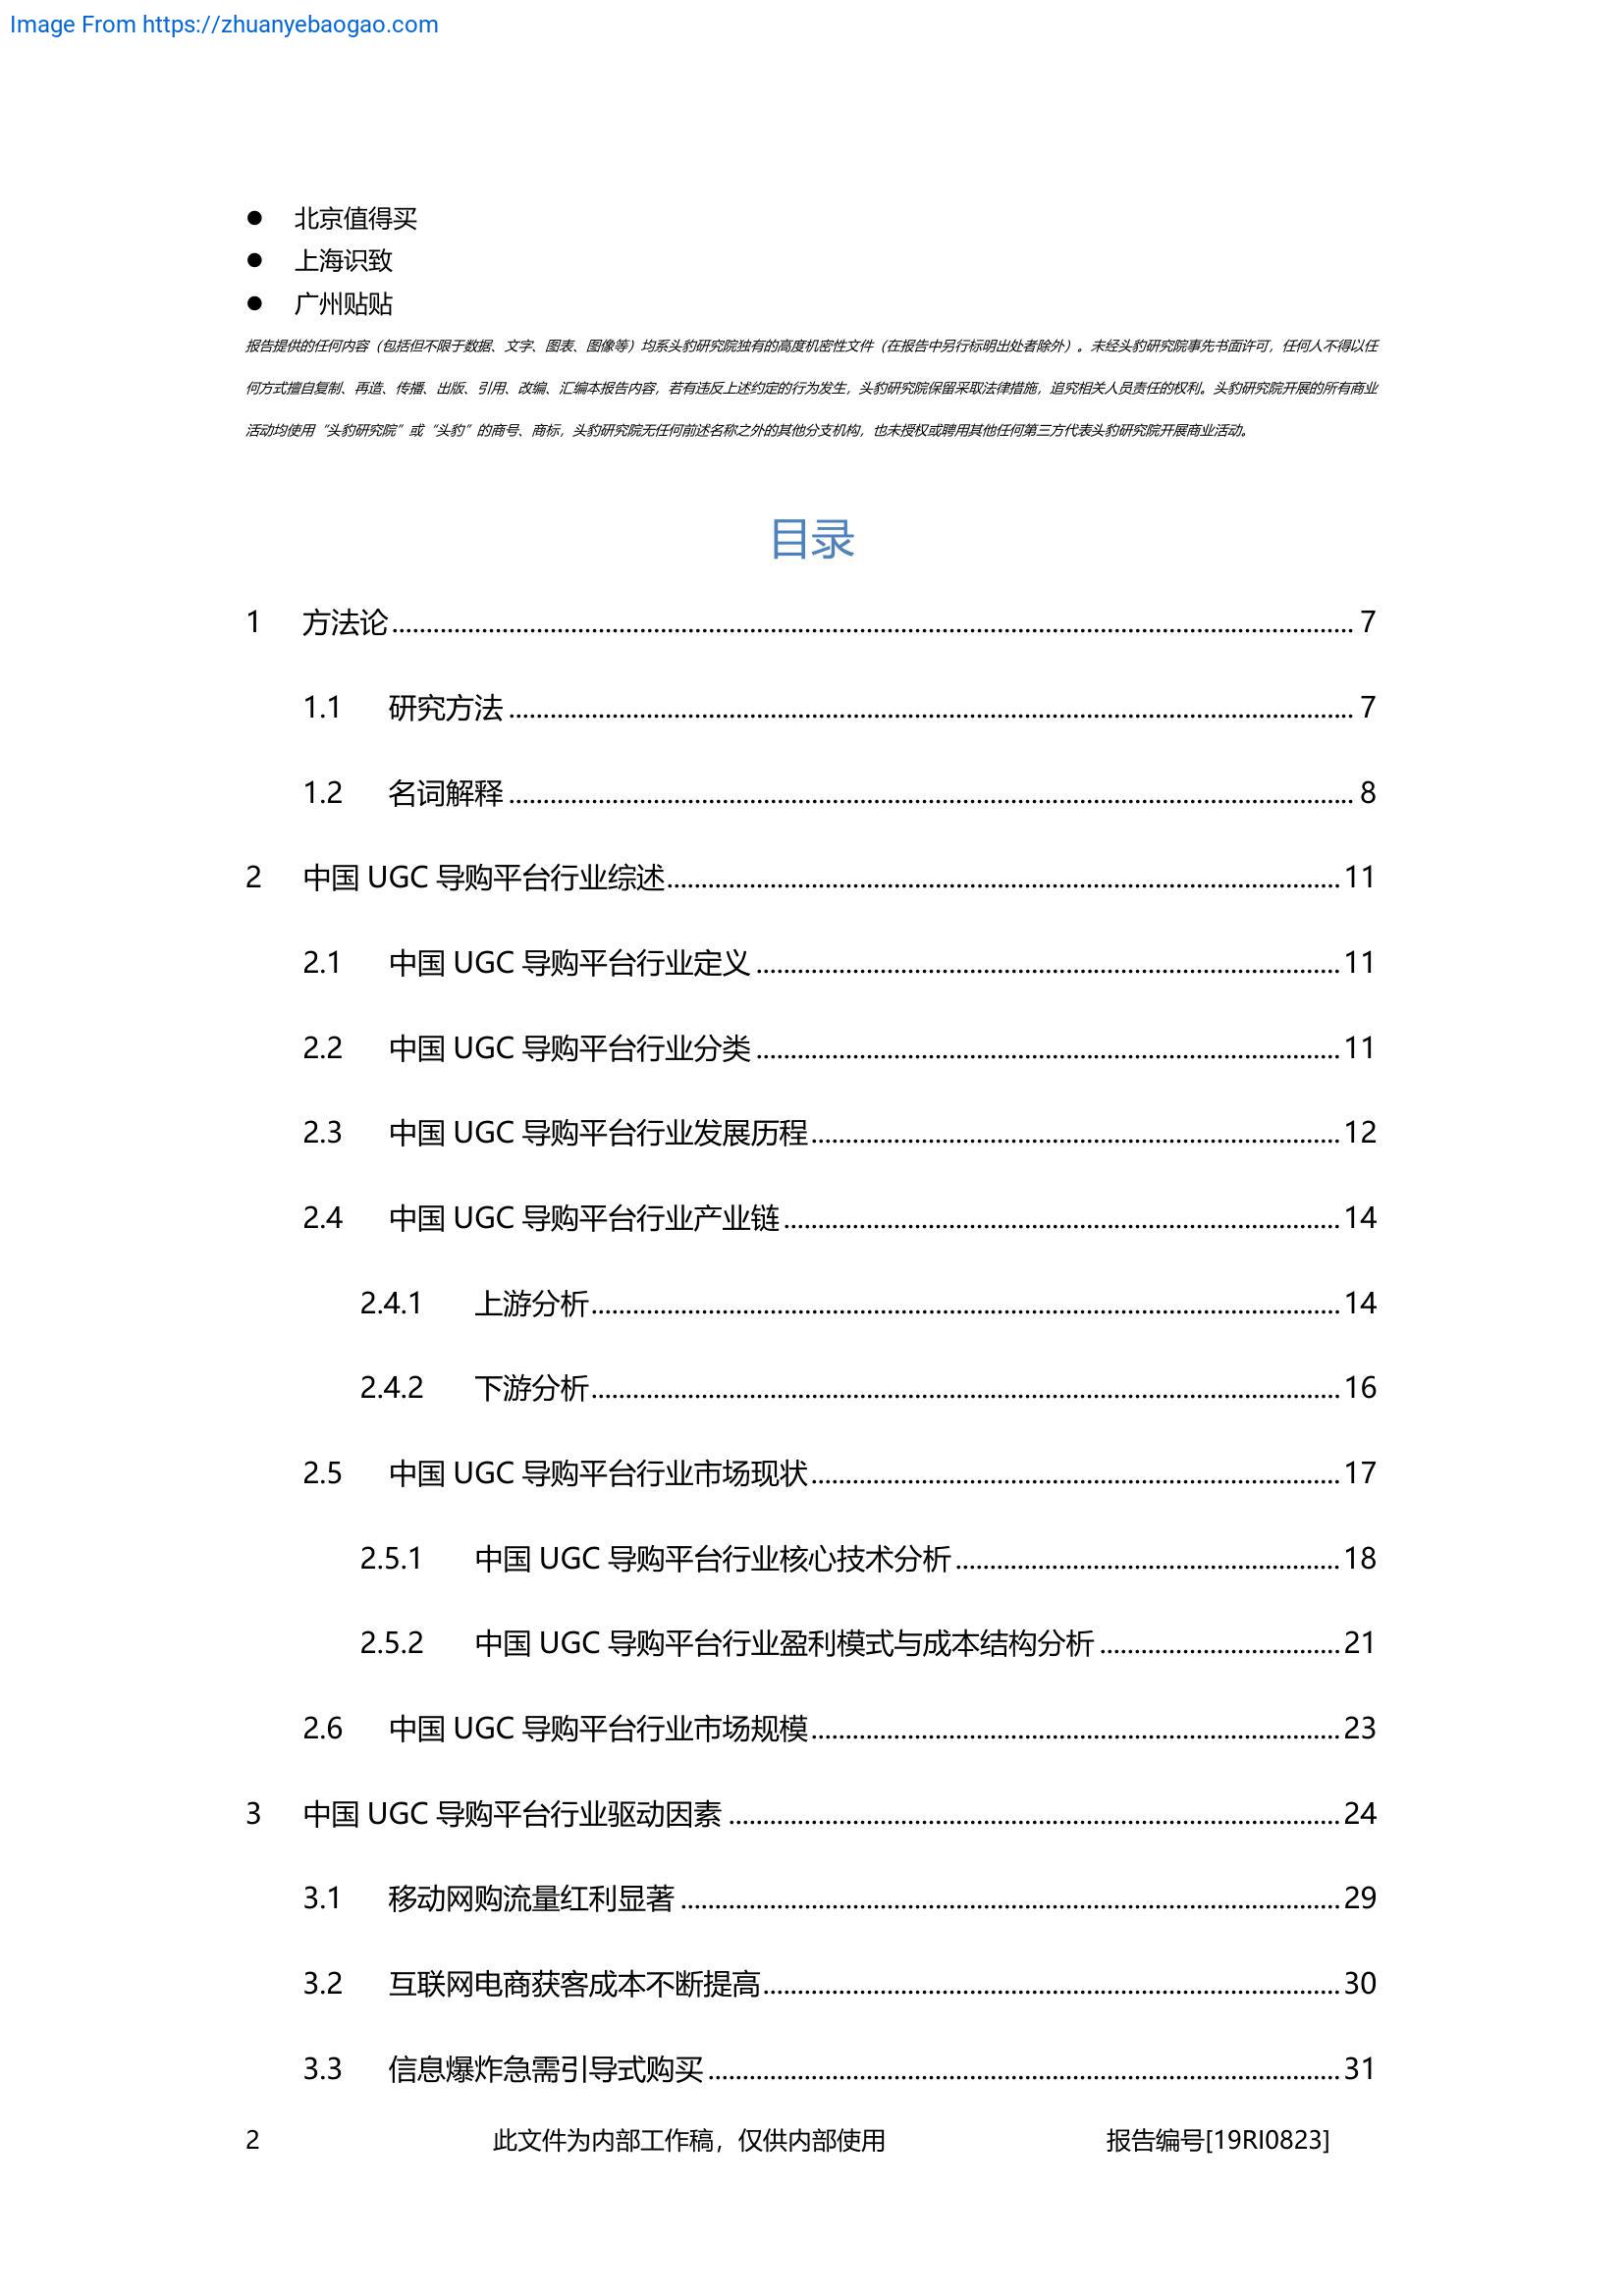 Image From https://zhuanyebaogao.com
● 北京值得买
● 上海识致
● 广州贴贴
报告提供的任何内容（包括但不限于数据、文字、图表、图像等）均系头豹研究院独有的高度机密性文件（在报告中另行标明出处者除外）。未经头豹研究院事先书面许可，任何人不得以任
何方式擅自复制、再造、传播、出版、引用、改编、汇编本报告内容，若有违反上述约定的行为发生，头豹研究院保留采取法律措施，追究相关人员责任的权利。头豹研究院开展的所有商业
活动均使用“头豹研究院”或“头豹”的商号、商标，头豹研究院无任何前述名称之外的其他分支机构，也未授权或聘用其他任何第三方代表头豹研究院开展商业活动。
目录
1 方法论 ........ 7
1.1 研究方法 ........ 7
1.2 名词解释 ........ 8
2 中国 UGC 导购平台行业综述 ........ 11
2.1 中国 UGC 导购平台行业定义 ........ 11
2.2 中国 UGC 导购平台行业分类 ........ 11
2.3 中国 UGC 导购平台行业发展历程 ........ 12
2.4 中国 UGC 导购平台行业产业链 ........ 14
2.4.1 上游分析 ........ 14
2.4.2 下游分析 ........ 16
2.5 中国 UGC 导购平台行业市场现状 ........ 17
2.5.1 中国 UGC 导购平台行业核心技术分析 ........ 18
2.5.2 中国 UGC 导购平台行业盈利模式与成本结构分析 ........ 21
2.6 中国 UGC 导购平台行业市场规模 ........ 23
3 中国 UGC 导购平台行业驱动因素 ........ 24
3.1 移动网购流量红利显著 ........ 29
3.2 互联网电商获客成本不断提高 ........ 30
3.3 信息爆炸急需引导式购买 ........ 31
2 此文件为内部工作稿，仅供内部使用 报告编号[19RI0823]